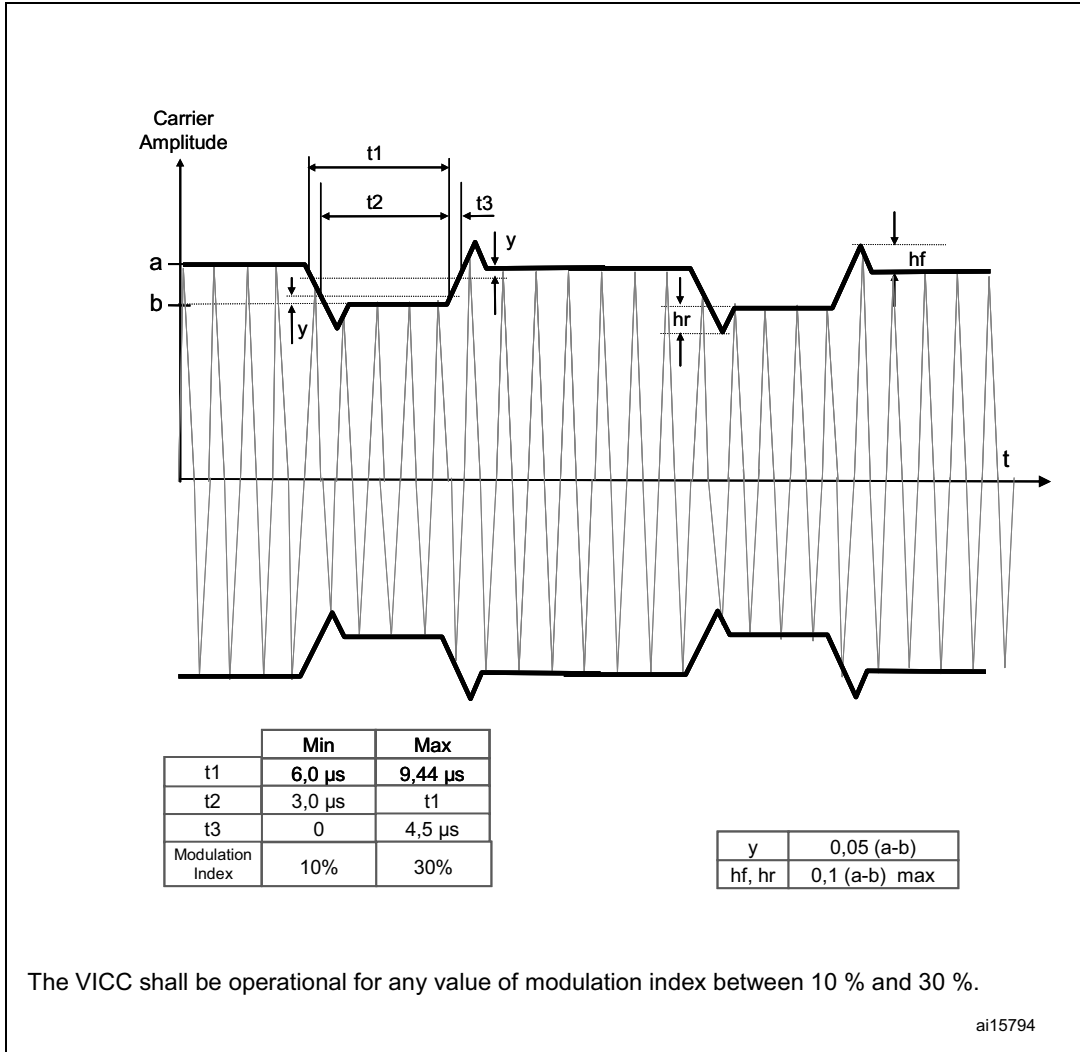 Carrier
Amplitude
t1
t2
t3
y
a
b
y
hr
hf
t
Min Max
t1 6,0 µs 9,44 µs
t2 3,0 µs t1
t3 0 4,5 µs
Modulation
Index 10% 30%
y 0,05 (a-b)
hf, hr 0,1 (a-b) max
The VICC shall be operational for any value of modulation index between 10 % and 30 %.
ai15794